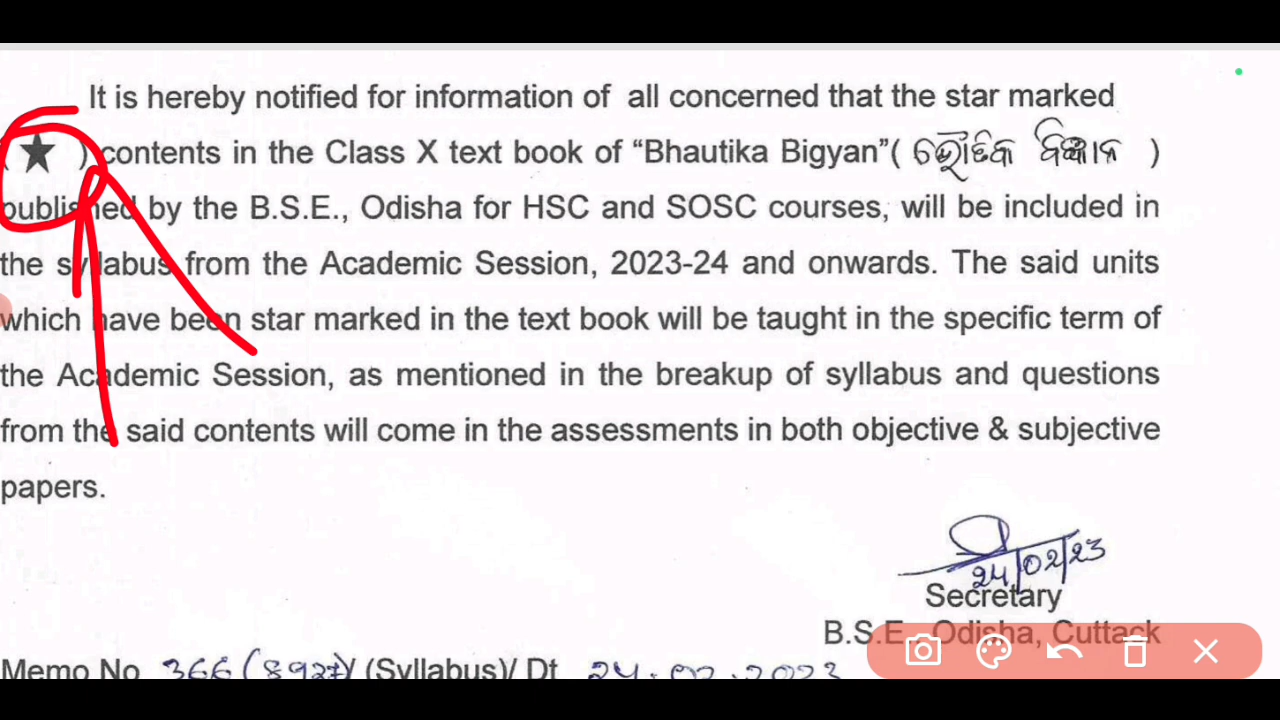 It is hereby notified for information of all concerned that the star marked
( ★ ) contents in the Class X text book of “Bhautika Bigyan”( ଭୌତିକ ବିଜ୍ଞାନ )
published by the B.S.E., Odisha for HSC and SOSC courses, will be included in
the syllabus from the Academic Session, 2023-24 and onwards. The said units
which have been star marked in the text book will be taught in the specific term of
the Academic Session, as mentioned in the breakup of syllabus and questions
from the said contents will come in the assessments in both objective & subjective
papers.
24/02/23
Secretary
B.S.E., Odisha, Cuttack
Memo No 366(8927)/ (Syllabus)/ Dt 24.02.2023